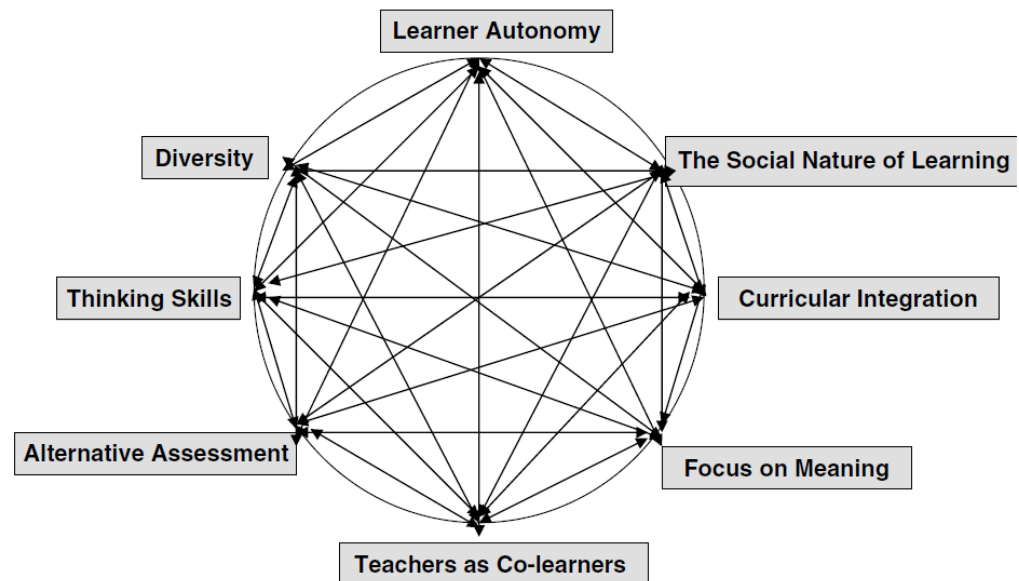 Learner Autonomy
Diversity
The Social Nature of Learning
Thinking Skills
Curricular Integration
Alternative Assessment
Focus on Meaning
Teachers as Co-learners